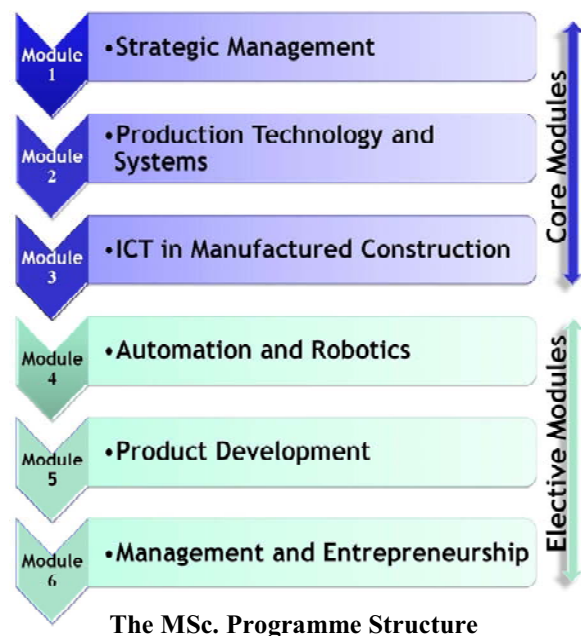 Module
1
•Strategic Management
Module
2
•Production Technology and
Systems
Module
3
•ICT in Manufactured Construction
Core Modules
Module
4
•Automation and Robotics
Module
5
•Product Development
Module
6
•Management and Entrepreneurship
Elective Modules
The MSc. Programme Structure